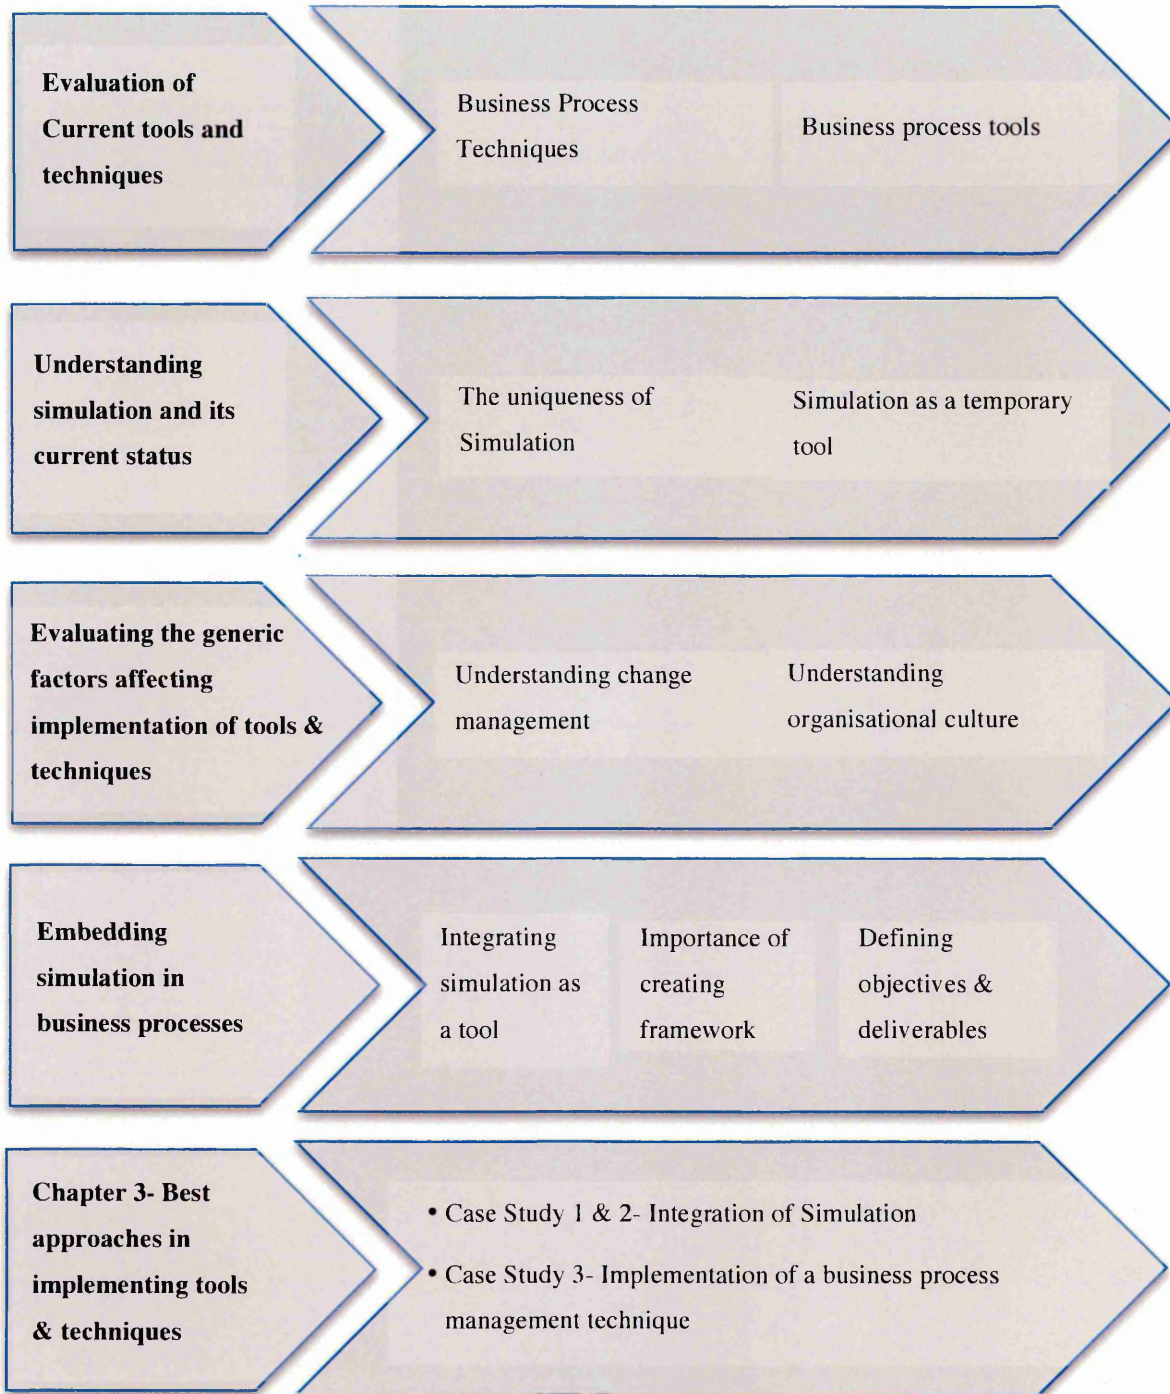 Evaluation of
Current tools and
techniques
Business Process
Techniques
Business process tools
Understanding
simulation and its
current status
The uniqueness of
Simulation
Simulation as a temporary
tool
Evaluating the generic
factors affecting
implementation of tools &
techniques
Understanding change
management
Understanding
organisational culture
Embedding
simulation in
business processes
Integrating
simulation as
a tool
Importance of
creating
framework
Defining
objectives &
deliverables
Chapter 3- Best
approaches in
implementing tools
& techniques
• Case Study 1 & 2- Integration of Simulation
• Case Study 3- Implementation of a business process
management technique